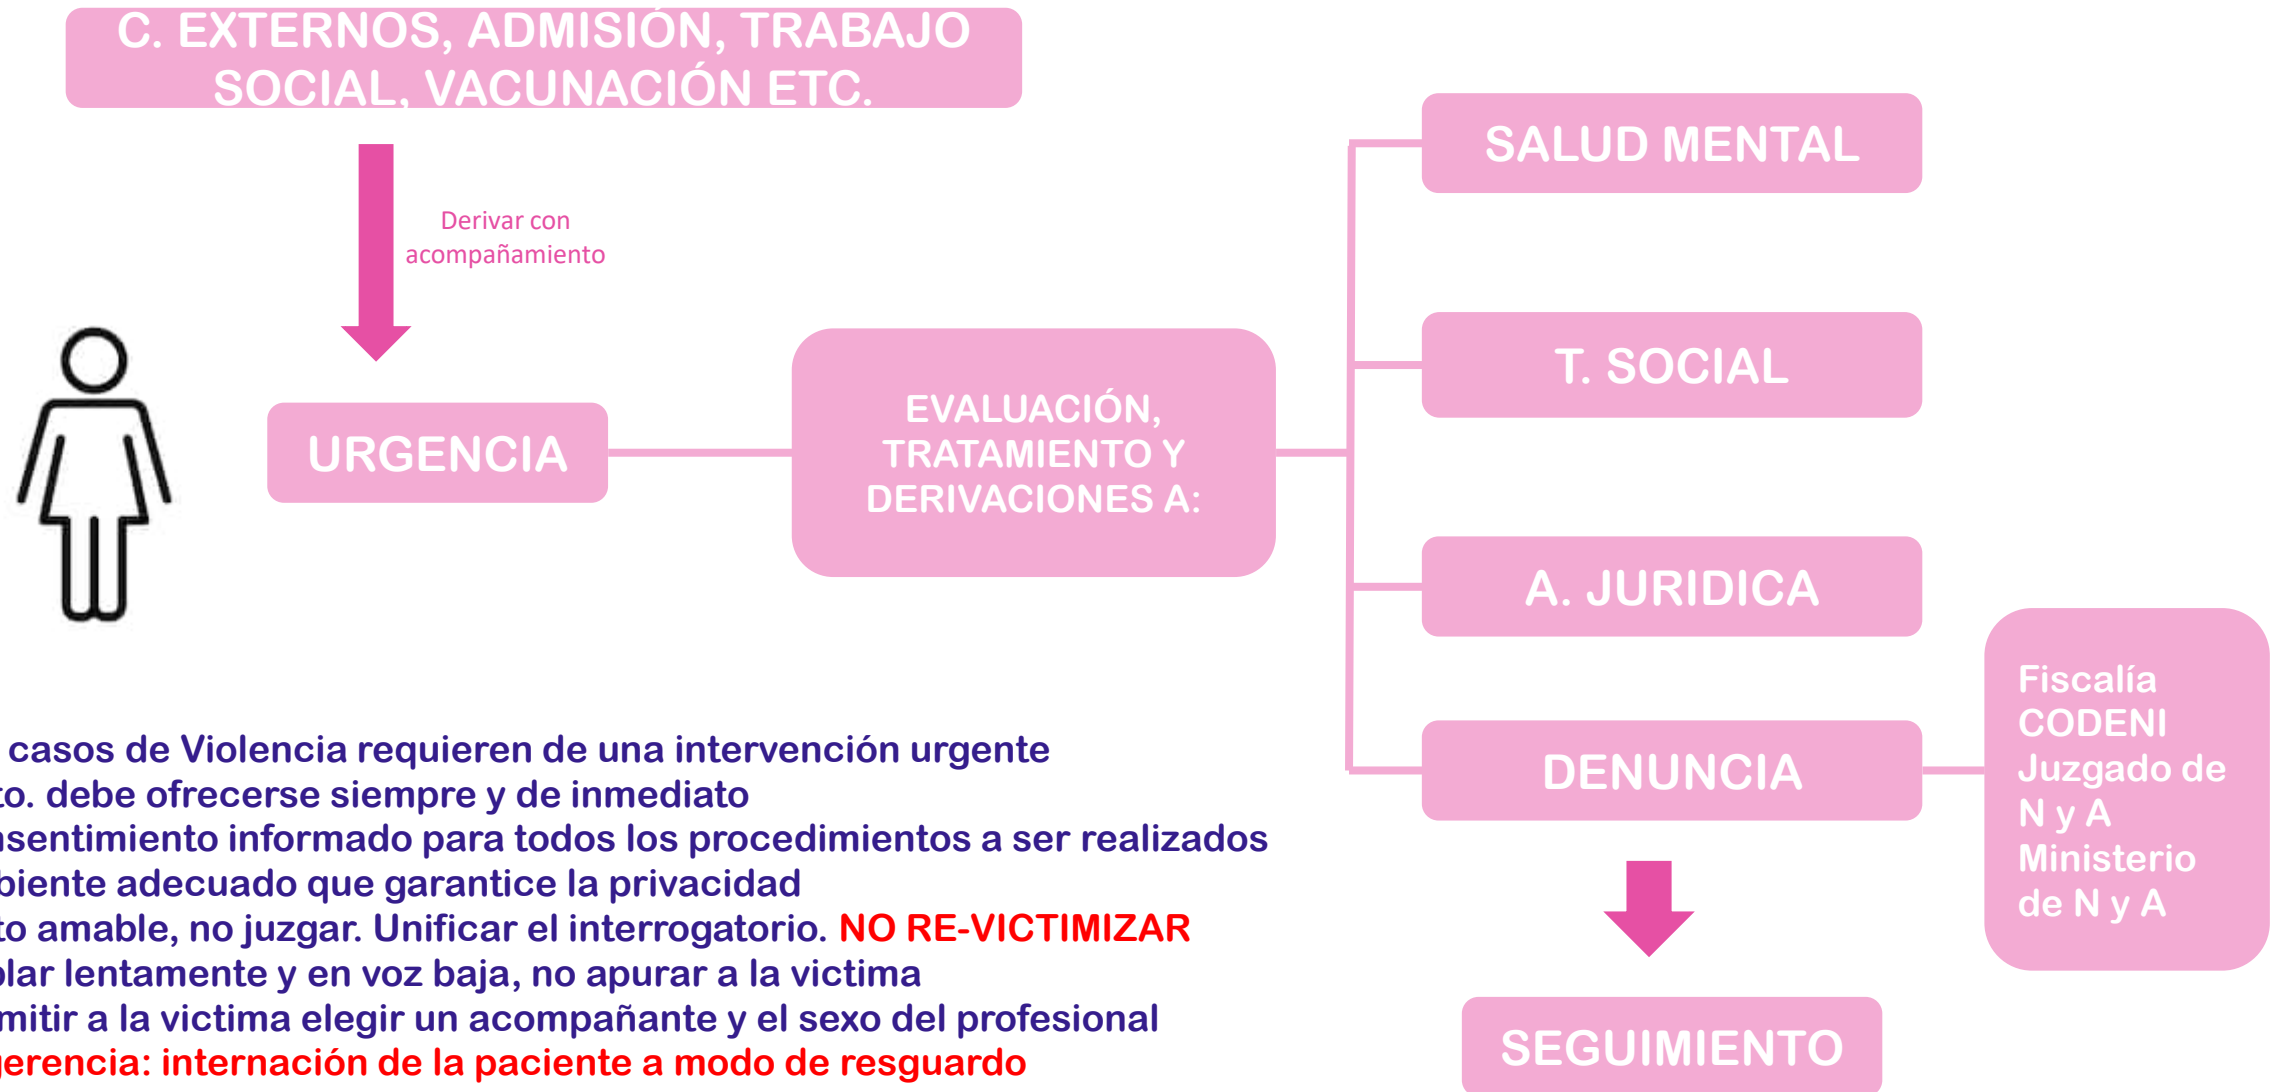 C. EXTERNOS, ADMISIÓN, TRABAJO
SOCIAL, VACUNACIÓN ETC.
Derivar con
acompañamiento
URGENCIA
EVALUACIÓN,
TRATAMIENTO Y
DERIVACIONES A:
SALUD MENTAL
T. SOCIAL
A. JURIDICA
DENUNCIA
Fiscalía
CODENI
Juzgado de
N y A
Ministerio
de N y A
SEGUIMIENTO
casos de Violencia requieren de una intervención urgente
to. debe ofrecerse siempre y de inmediato
nsentimiento informado para todos los procedimientos a ser realizados
biente adecuado que garantice la privacidad
to amable, no juzgar. Unificar el interrogatorio. NO RE-VICTIMIZAR
blar lentamente y en voz baja, no apurar a la victima
mitir a la victima elegir un acompañante y el sexo del profesional
gerencia: internación de la paciente a modo de resguardo